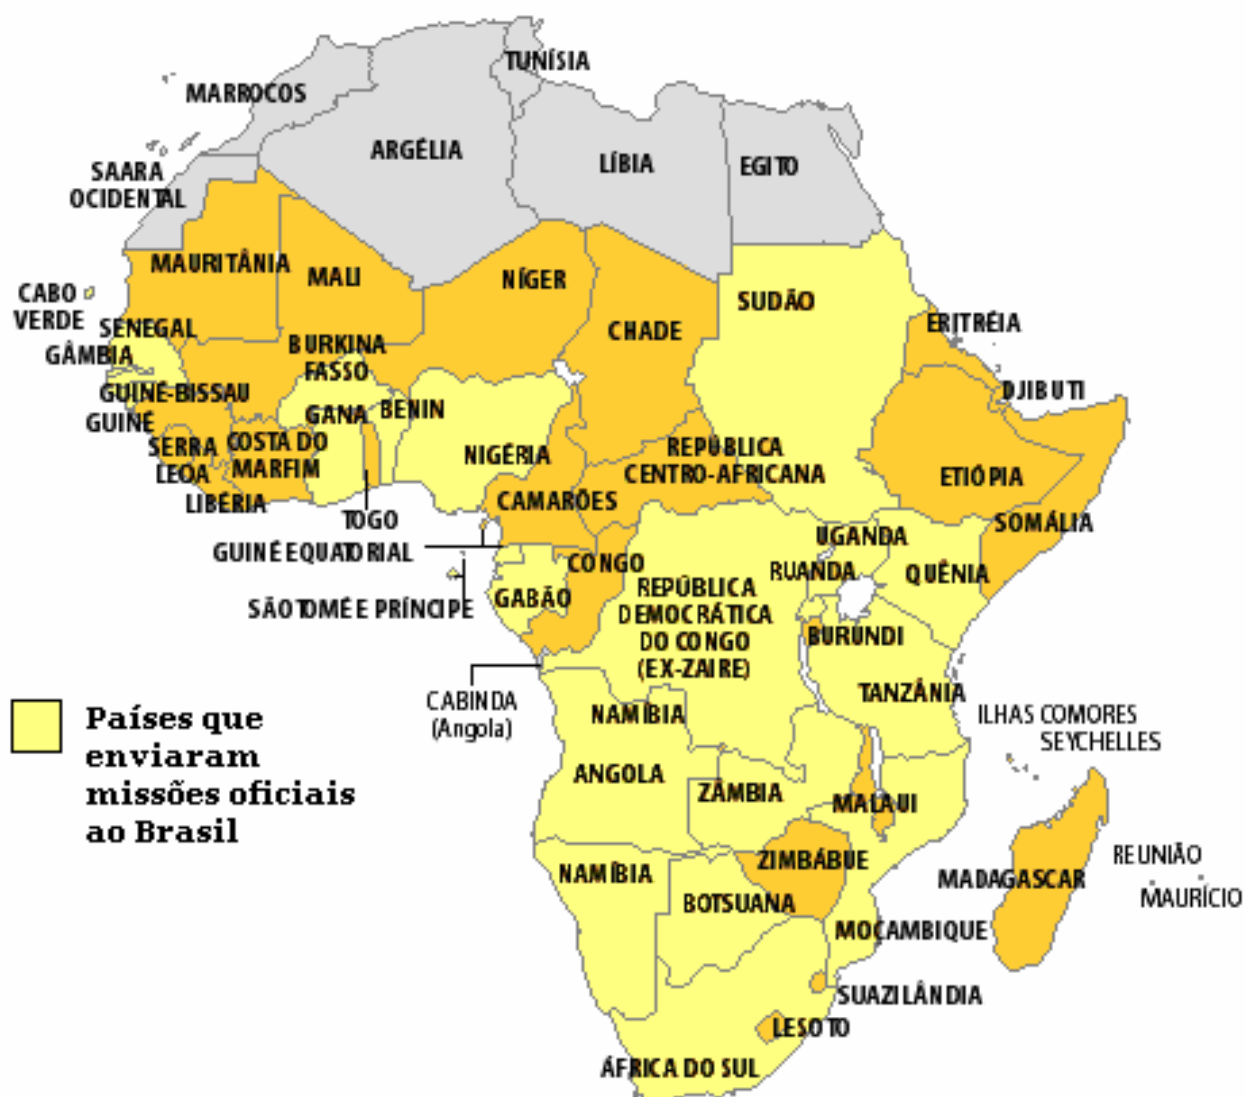 TUNÍSIA
MARROCOS
ARGÉLIA
LÍBIA
EGITO
SAARA
OCIDENTAL
MAURITÂNIA
MALI
NÍGER
CHADE
SUDÃO
CABO
VERDE
SENEGAL
GÂMBIA
BURKINA
FASSO
ERITRÉIA
DJIBUTI
GUINÉ-BISSAU
GUINÉ
GANA
BENIN
SERRA
LEOA
COSTA DO
MARFIM
NIGÉRIA
REPÚBLICA
CENTRO-AFRICANA
ETIÓPIA
LIBÉRIA
TOGO
CAMARÕES
SOMÁLIA
GUINÉ EQUATORIAL
UGANDA
CONGO
RUANDA
QUÊNIA
SÃO TOMÉ E PRÍNCIPE
GABÃO
REPÚBLICA
DEMOCRÁTICA
DO CONGO
(EX-ZAIRE)
BURUNDI
CABINDA
(Angola)
TANZÂNIA
NAMÍBIA
ILHAS COMORES
SEYCHELLES
Países que
enviaram
missões oficiais
ao Brasil
ANGOLA
ZÂMBIA
MALAUI
ZIMBÁBUE
NAMÍBIA
BOTSUANA
MADAGASCAR
REUNIÃO
MAURÍCIO
MOÇAMBIQUE
SUAZILÂNDIA
LESOTO
ÁFRICA DO SUL